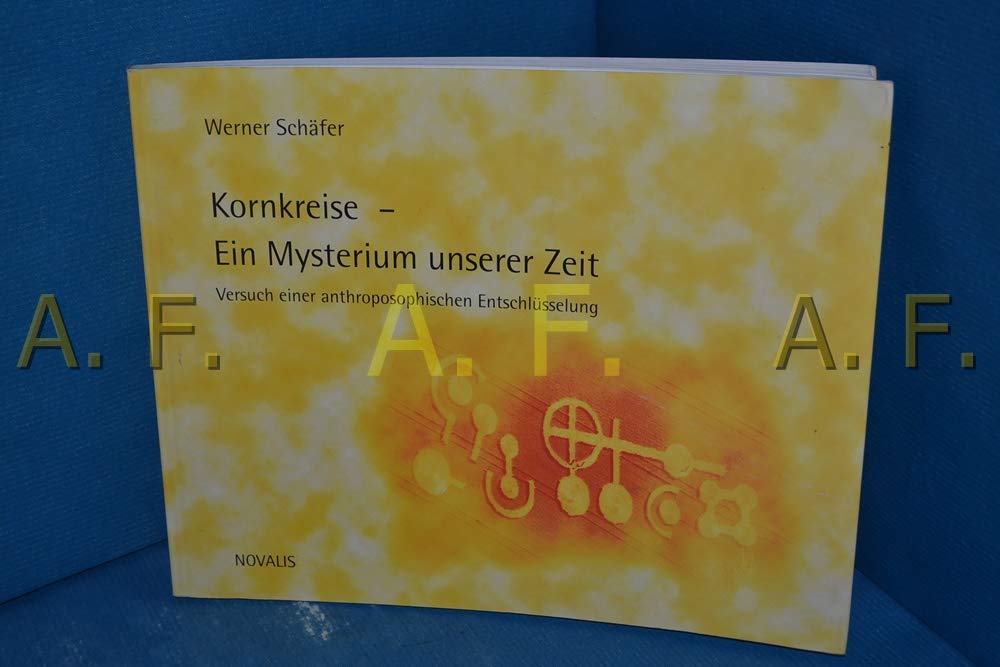 Werner Schäfer
Kornkreise –
Ein Mysterium unserer Zeit
Versuch einer anthroposophischen Entschlüsselung
A. F. A. F. A. F.
NOVALIS